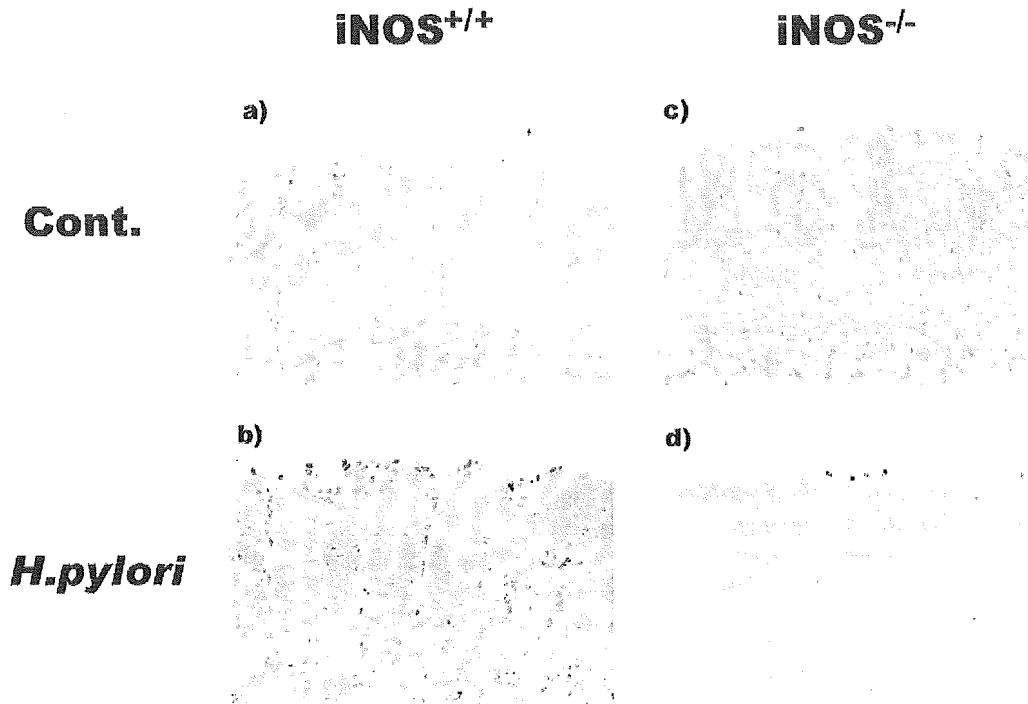 iNOS+/+ iNOS-/-
a) c)
Cont.
b) d)
H.pylori